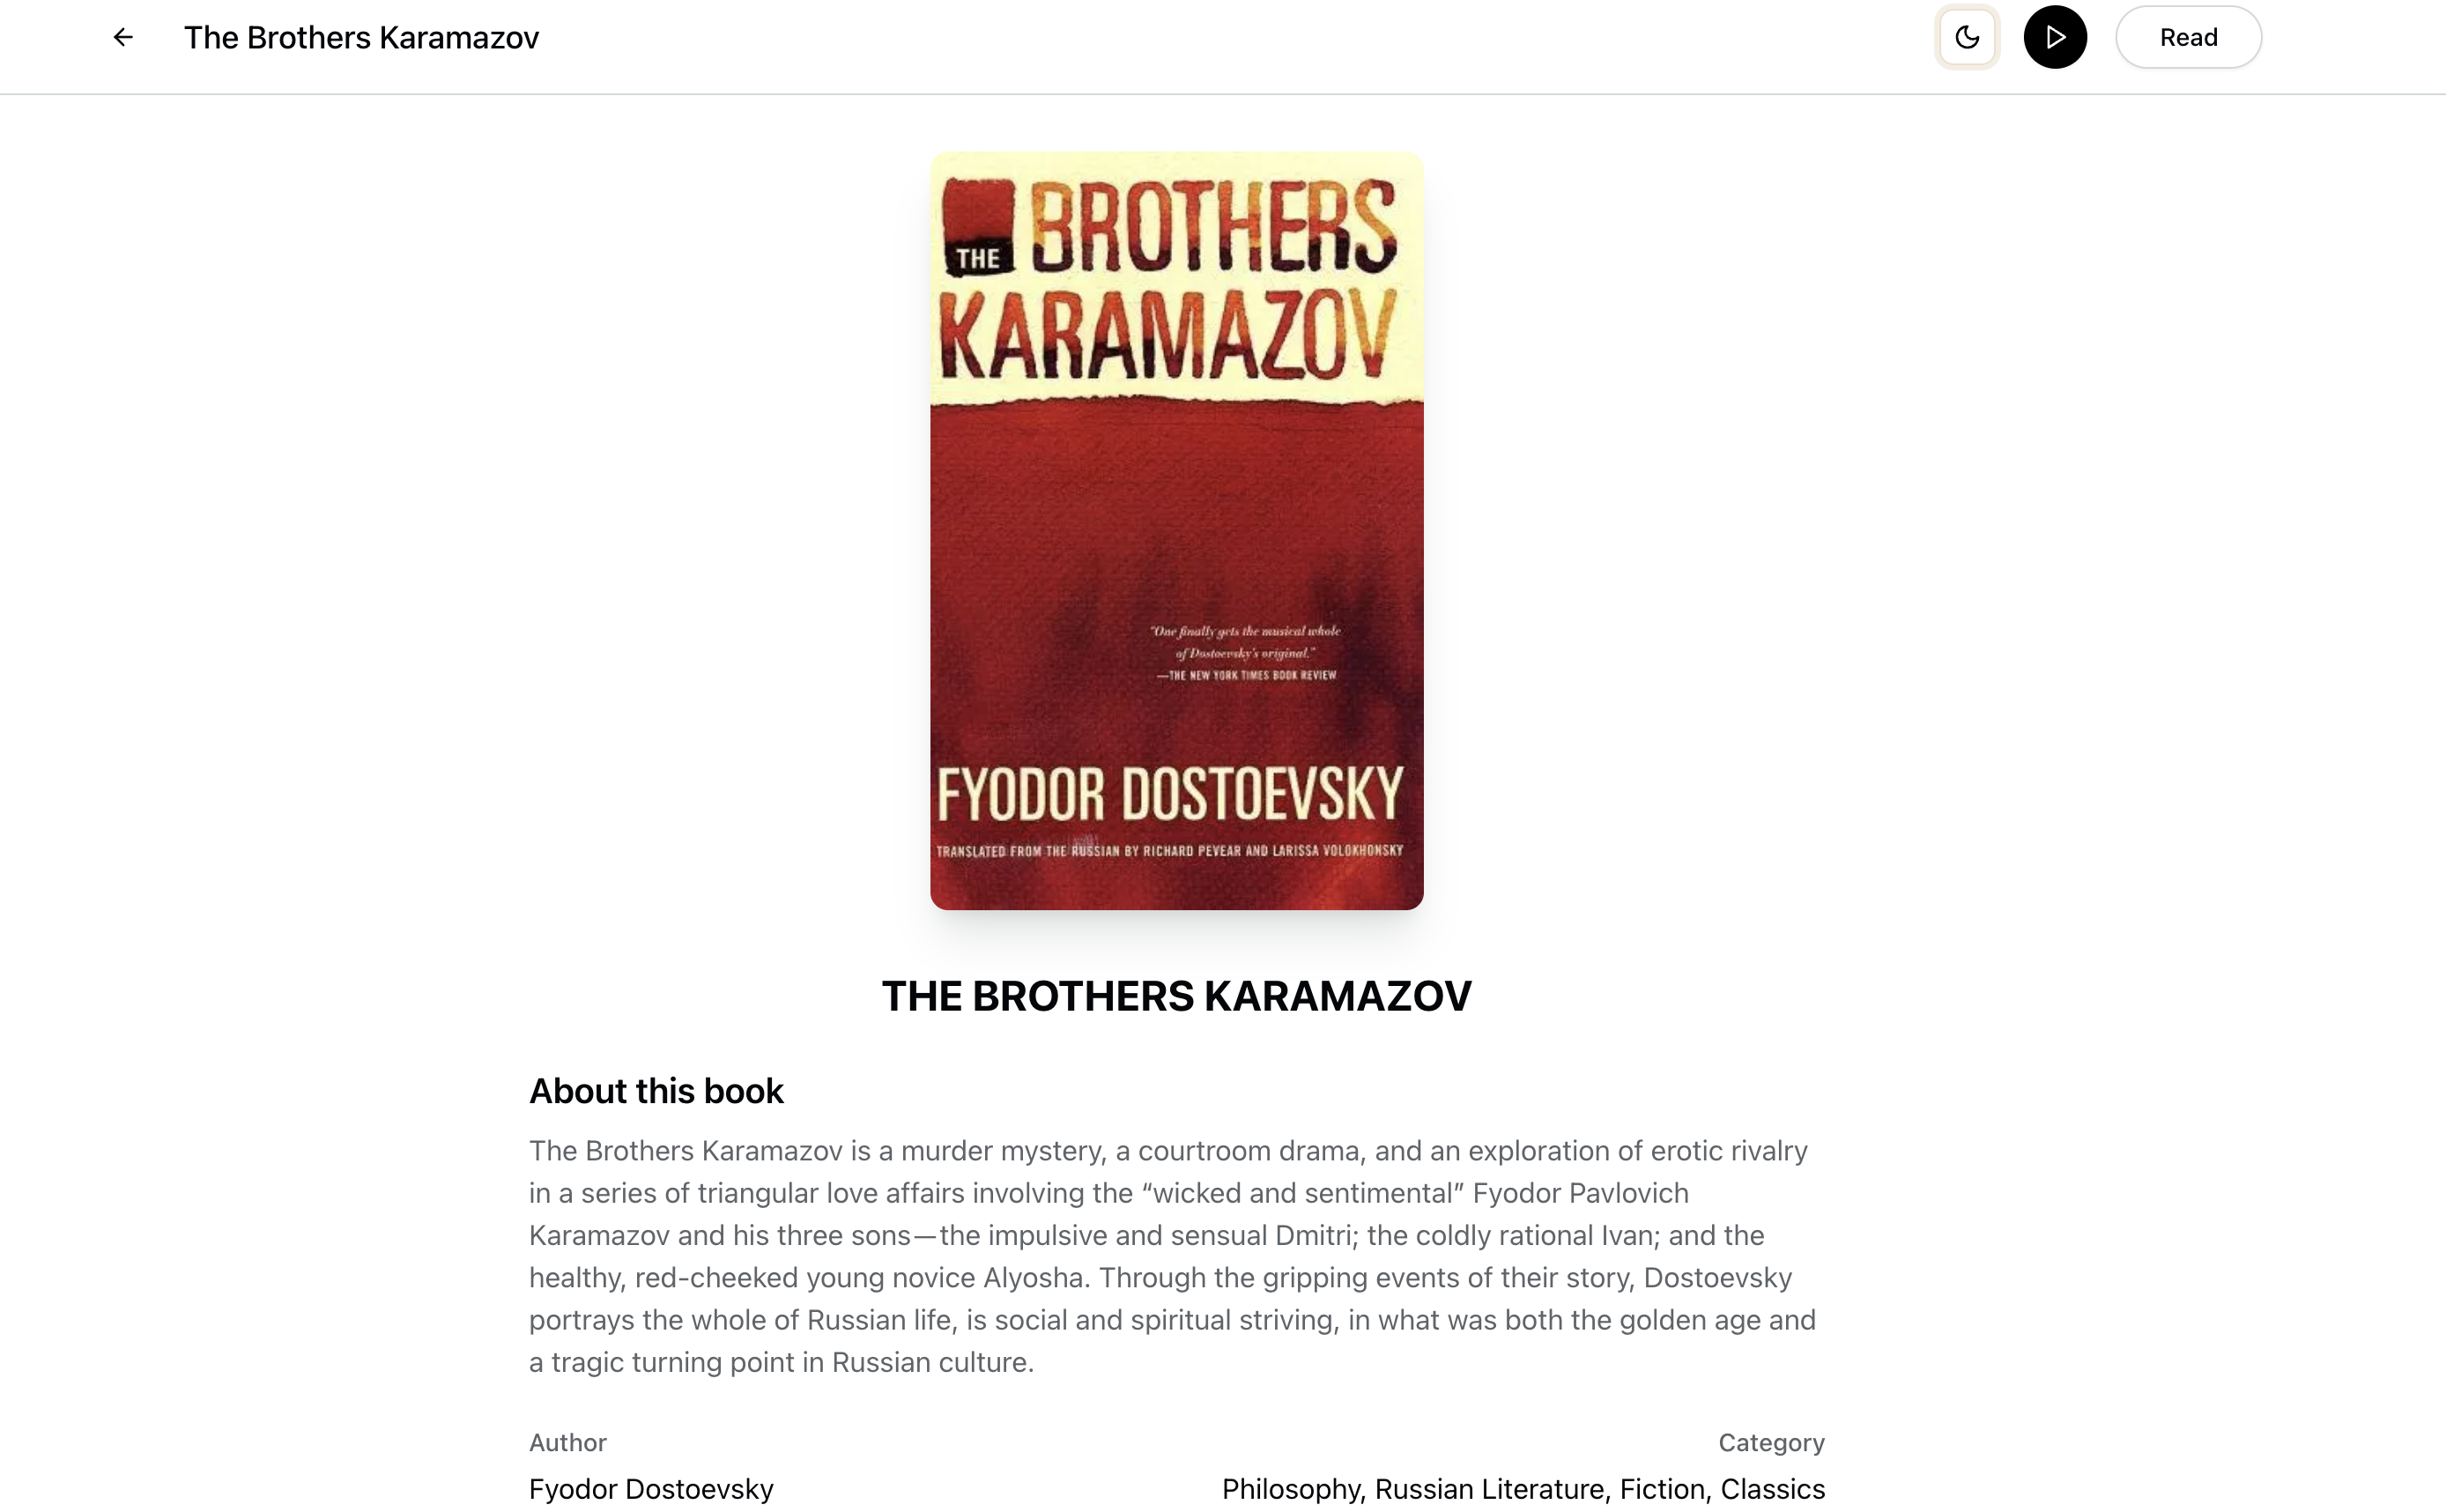 The Brothers Karamazov
Read
THE BROTHERS
KARAMAZOV
"One finally gets the musical whole
of Dostoevsky's original."
—THE NEW YORK TIMES BOOK REVIEW
FYODOR DOSTOEVSKY
TRANSLATED FROM THE RUSSIAN BY RICHARD PEVEAR AND LARISSA VOLOKHONSKY
THE BROTHERS KARAMAZOV
About this book
The Brothers Karamazov is a murder mystery, a courtroom drama, and an exploration of erotic rivalry
in a series of triangular love affairs involving the “wicked and sentimental” Fyodor Pavlovich
Karamazov and his three sons—the impulsive and sensual Dmitri; the coldly rational Ivan; and the
healthy, red-cheeked young novice Alyosha. Through the gripping events of their story, Dostoevsky
portrays the whole of Russian life, is social and spiritual striving, in what was both the golden age and
a tragic turning point in Russian culture.
Author
Category
Fyodor Dostoevsky
Philosophy, Russian Literature, Fiction, Classics